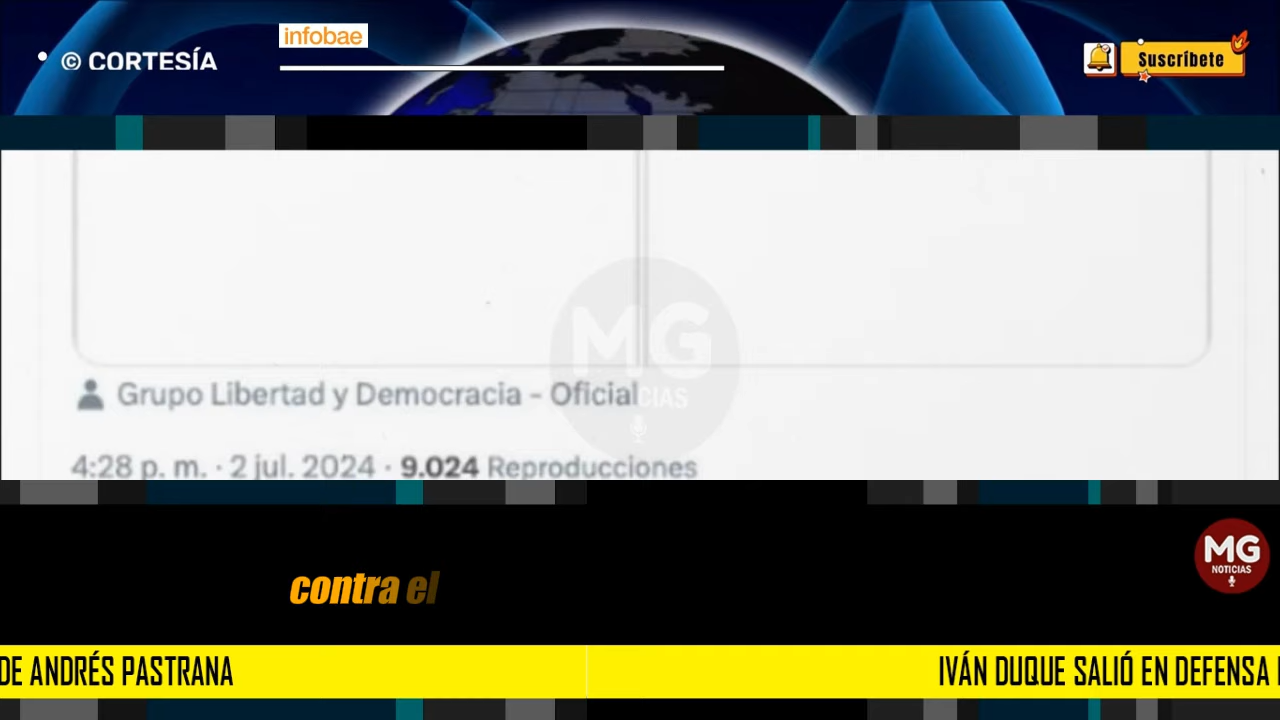 infobae
© CORTESÍA
Suscríbete
Grupo Libertad y Democracia - Oficial
4:28 p. m. · 2 jul. 2024 · 9.024 Reproducciones
MG
NOTICIAS
contra el
DE ANDRÉS PASTRANA
IVÁN DUQUE SALIÓ EN DEFENSA